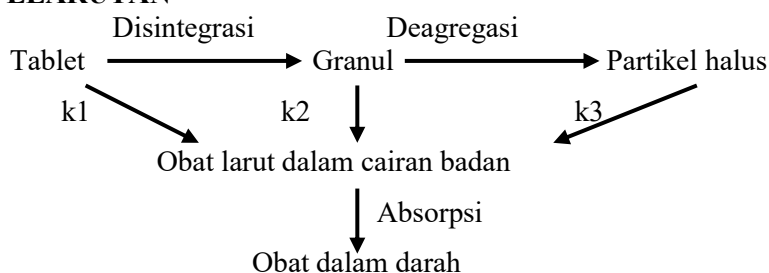 Disintegrasi Deagregasi
Tablet Granul Partikel halus
k1 k2 k3
Obat larut dalam cairan badan
Absorpsi
Obat dalam darah